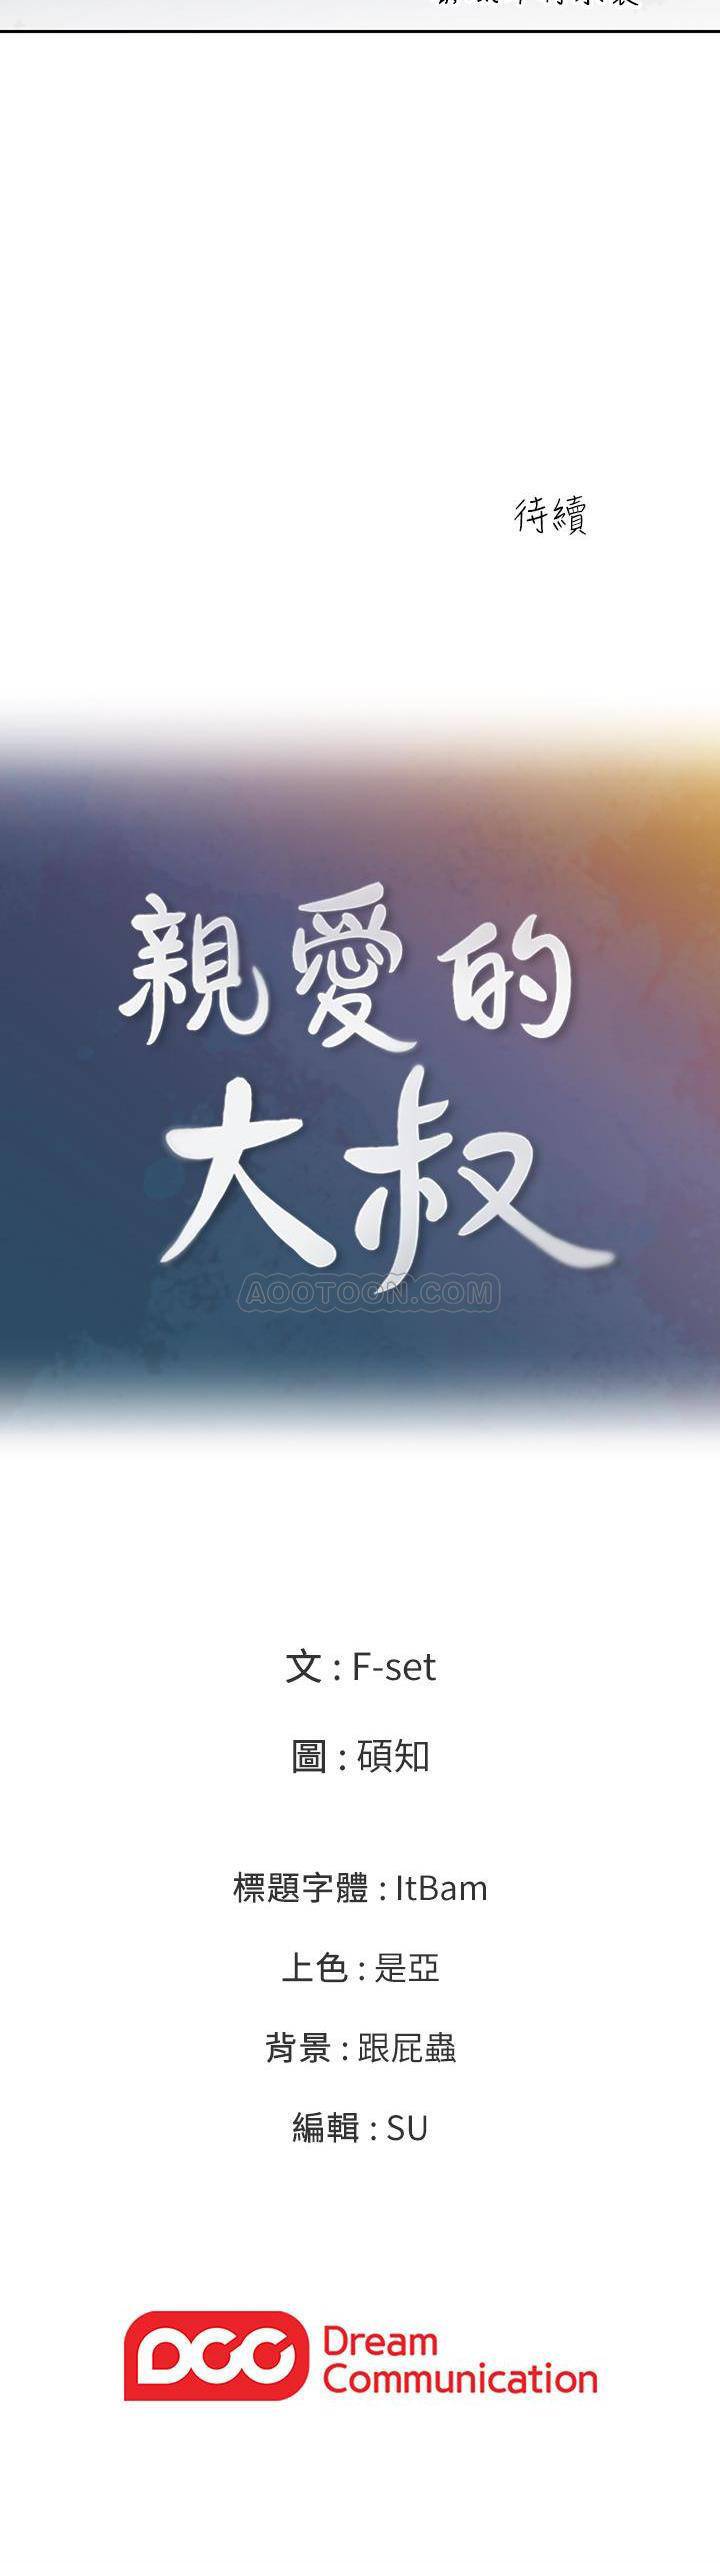 待續
親愛的
大叔
AOOTOON.COM
文 : F-set
圖 : 碩知
標題字體 : ItBam
上色 : 是亞
背景 : 跟屁蟲
編輯 : SU
DCC Dream
Communication